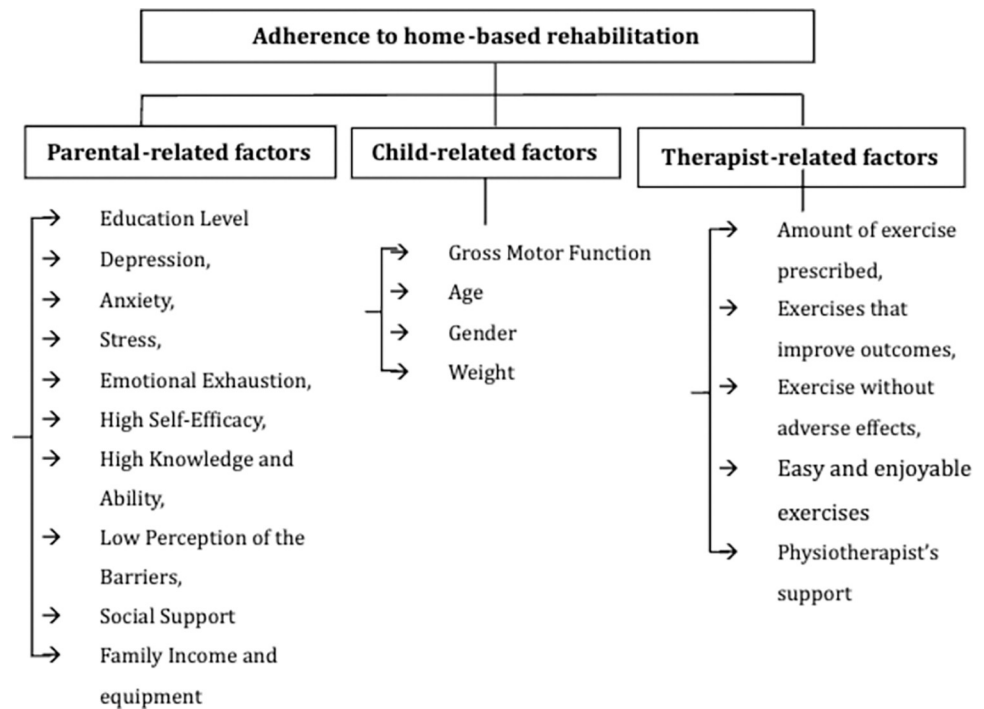 Adherence to home-based rehabilitation
Parental-related factors
Education Level
Depression,
Anxiety,
Stress,
Emotional Exhaustion,
High Self-Efficacy,
High Knowledge and
Ability,
Low Perception of the
Barriers,
Social Support
Family Income and
equipment
Child-related factors
Gross Motor Function
Age
Gender
Weight
Therapist-related factors
Amount of exercise
prescribed,
Exercises that
improve outcomes,
Exercise without
adverse effects,
Easy and enjoyable
exercises
Physiotherapist's
support